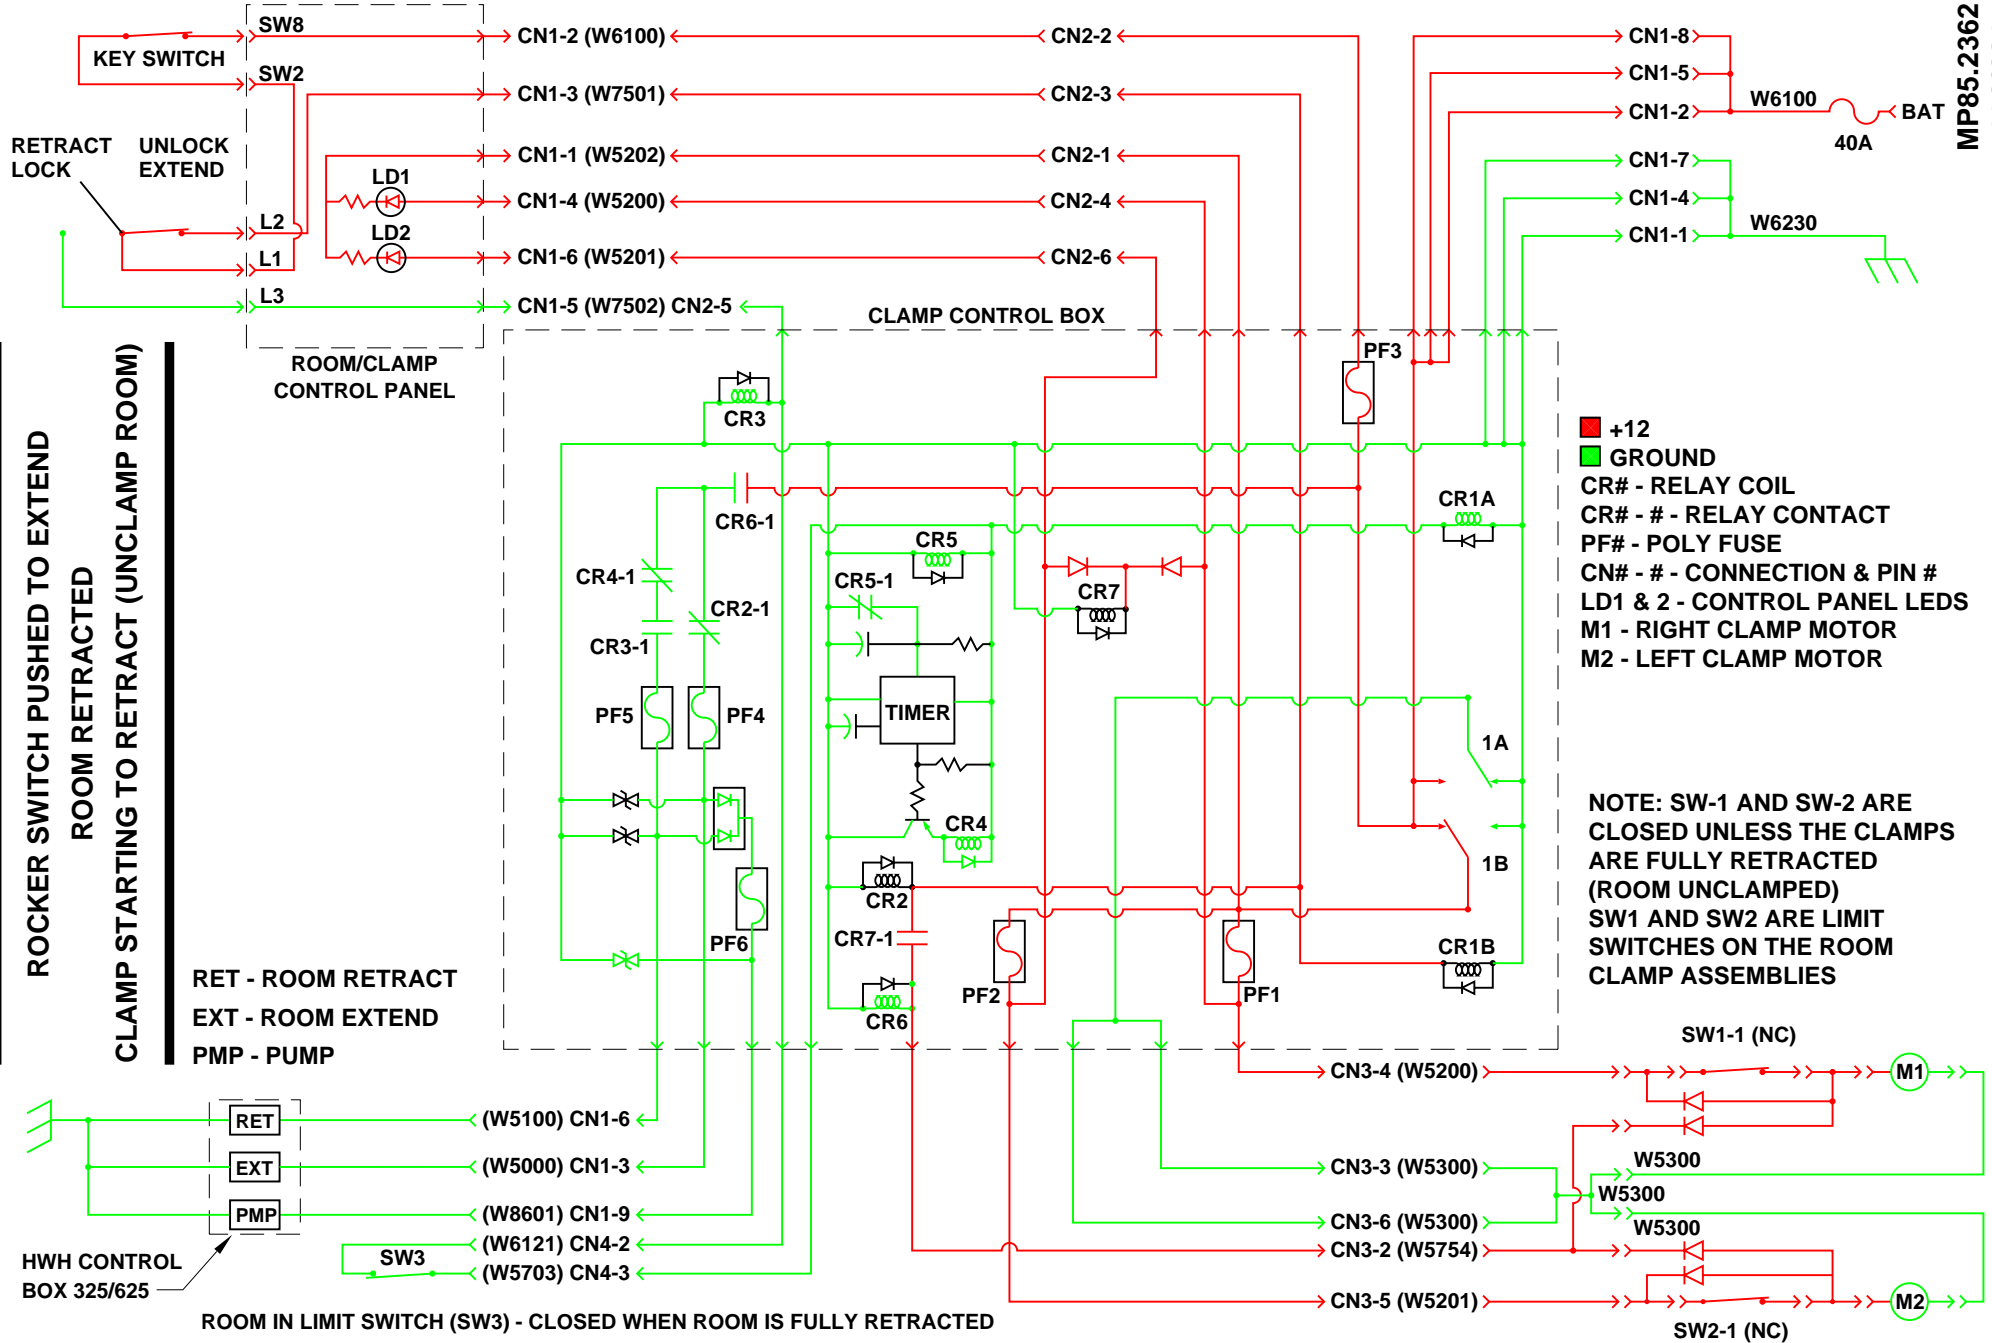 SW8
KEY SWITCH
SW2
RETRACT
LOCK
UNLOCK
EXTEND
L2
L1
L3
LD1
LD2
ROOM/CLAMP
CONTROL PANEL
CN1-2 (W6100)
CN1-3 (W7501)
CN1-1 (W5202)
CN1-4 (W5200)
CN1-6 (W5201)
CN1-5 (W7502) CN2-5
CN2-2
CN2-3
CN2-1
CN2-4
CN2-6
CN1-8
CN1-5
CN1-2
CN1-7
CN1-4
CN1-1
W6100
40A
BAT
W6230
MP85.2362
CLAMP CONTROL BOX
PF3
CR3
CR6-1
CR1A
CR5
CR4-1
CR5-1
CR7
CR2-1
CR3-1
PF5
PF4
TIMER
1A
CR4
1B
CR2
PF6
CR7-1
CR1B
PF2
PF1
CR6
+12
GROUND
CR# - RELAY COIL
CR# - # - RELAY CONTACT
PF# - POLY FUSE
CN# - # - CONNECTION & PIN #
LD1 & 2 - CONTROL PANEL LEDS
M1 - RIGHT CLAMP MOTOR
M2 - LEFT CLAMP MOTOR
NOTE: SW-1 AND SW-2 ARE
CLOSED UNLESS THE CLAMPS
ARE FULLY RETRACTED
(ROOM UNCLAMPED)
SW1 AND SW2 ARE LIMIT
SWITCHES ON THE ROOM
CLAMP ASSEMBLIES
ROCKER SWITCH PUSHED TO EXTEND
ROOM RETRACTED
CLAMP STARTING TO RETRACT (UNCLAMP ROOM)
RET - ROOM RETRACT
EXT - ROOM EXTEND
PMP - PUMP
RET
EXT
PMP
HWH CONTROL
BOX 325/625
(W5100) CN1-6
(W5000) CN1-3
(W8601) CN1-9
(W6121) CN4-2
SW3
(W5703) CN4-3
ROOM IN LIMIT SWITCH (SW3) - CLOSED WHEN ROOM IS FULLY RETRACTED
SW1-1 (NC)
CN3-4 (W5200)
M1
CN3-3 (W5300)
W5300
W5300
CN3-6 (W5300)
W5300
CN3-2 (W5754)
CN3-5 (W5201)
M2
SW2-1 (NC)